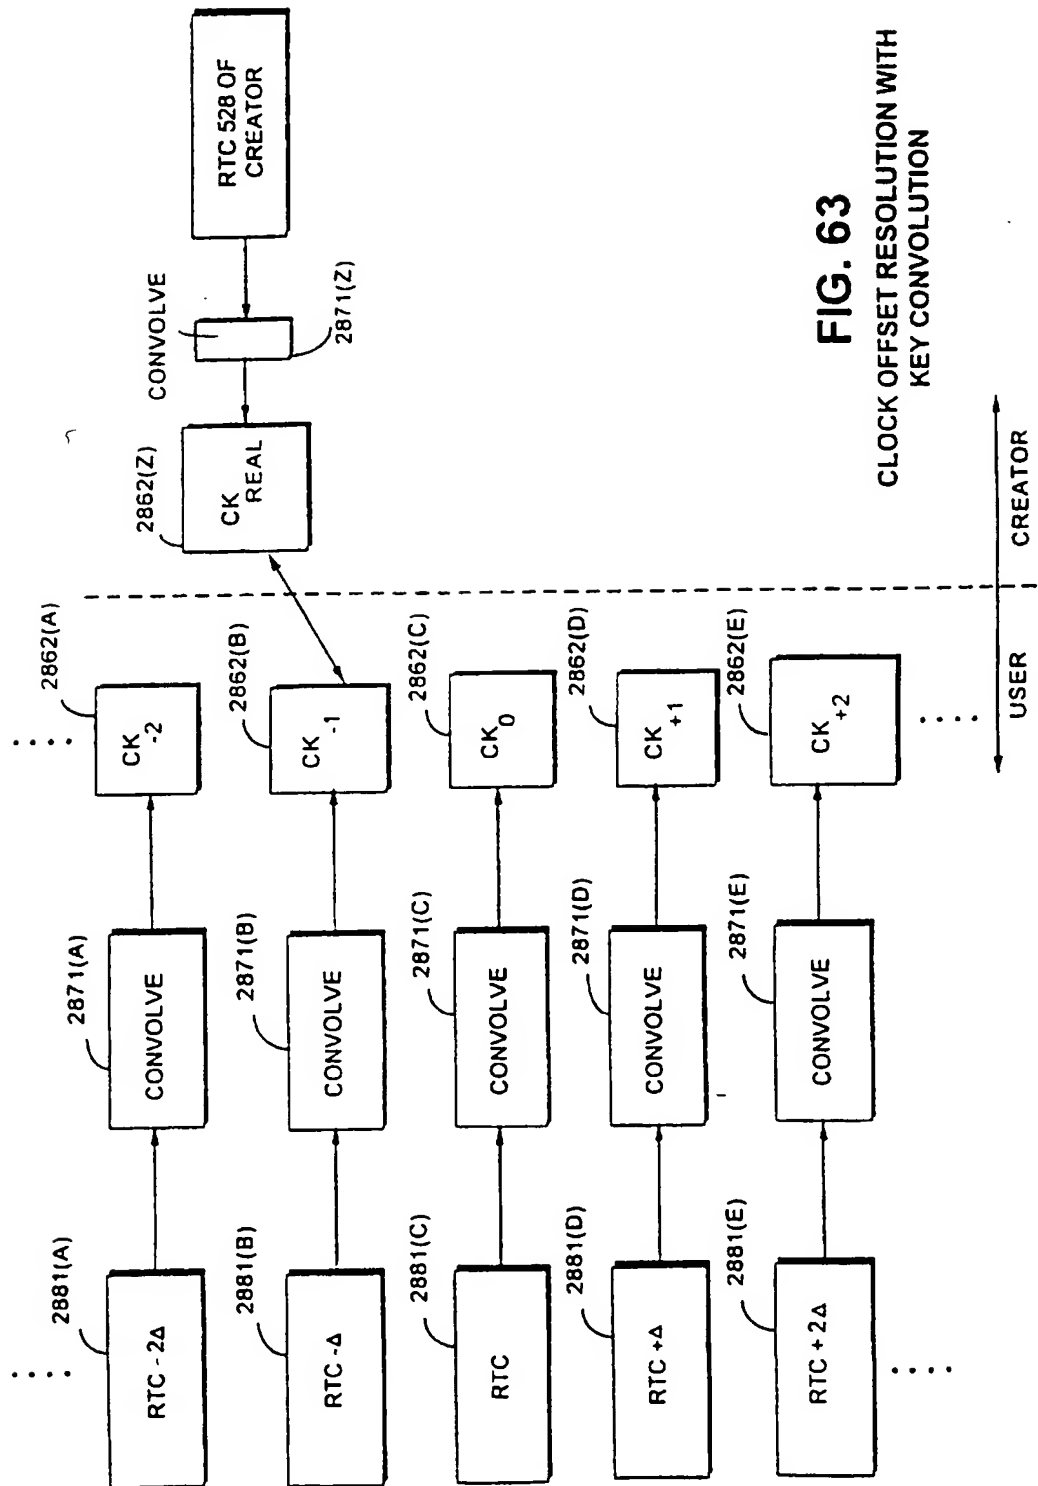 2881(A)
RTC - 2Δ
2871(A)
CONVOLVE
2862(A)
CK -2
2881(B)
RTC -Δ
2871(B)
CONVOLVE
2862(B)
CK -1
2881(C)
RTC
2871(C)
CONVOLVE
2862(C)
CK 0
2881(D)
RTC +Δ
2871(D)
CONVOLVE
2862(D)
CK +1
2881(E)
RTC + 2Δ
2871(E)
CONVOLVE
2862(E)
CK +2
2862(Z)
CK REAL
CONVOLVE
2871(Z)
RTC 528 OF
CREATOR
USER
CREATOR
FIG. 63
CLOCK OFFSET RESOLUTION WITH
KEY CONVOLUTION